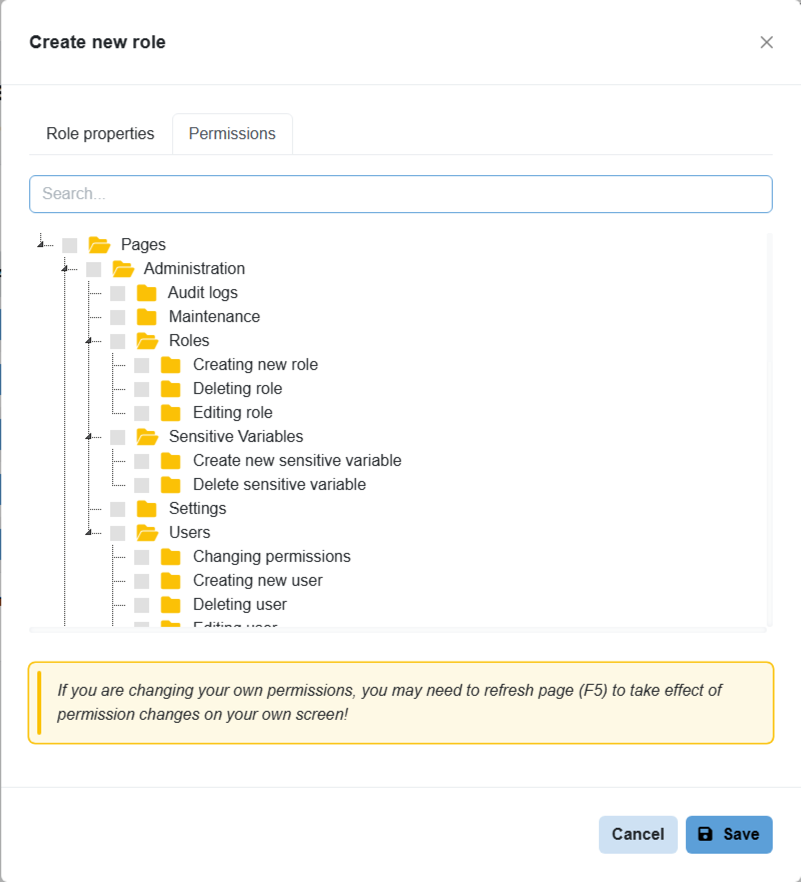 Create new role
Role properties
Permissions
Search...
Pages
Administration
Audit logs
Maintenance
Roles
Creating new role
Deleting role
Editing role
Sensitive Variables
Create new sensitive variable
Delete sensitive variable
Settings
Users
Changing permissions
Creating new user
Deleting user
Editing user
If you are changing your own permissions, you may need to refresh page (F5) to take effect of
permission changes on your own screen!
Cancel
Save